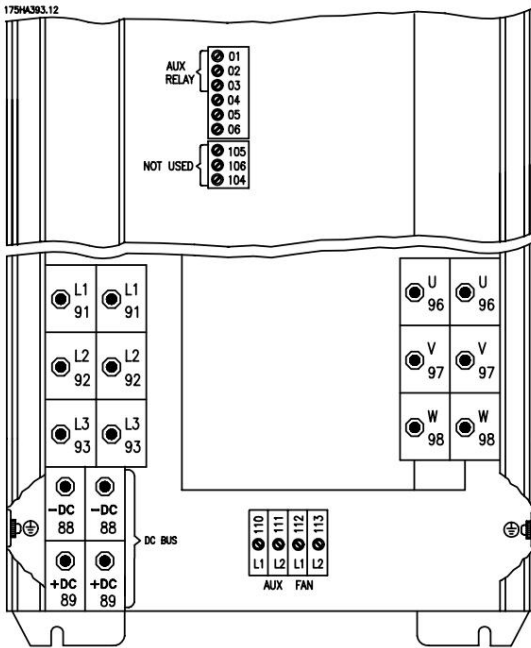 175HA393.12
AUX
RELAY
01
02
03
04
05
06
NOT USED
105
106
104
L1
91
L1
91
L2
92
L2
92
L3
93
L3
93
U
96
U
96
V
97
V
97
W
98
W
98
-DC
88
-DC
88
+DC
89
+DC
89
DC BUS
110 111 112 113
L1 L2 L1 L2
AUX FAN